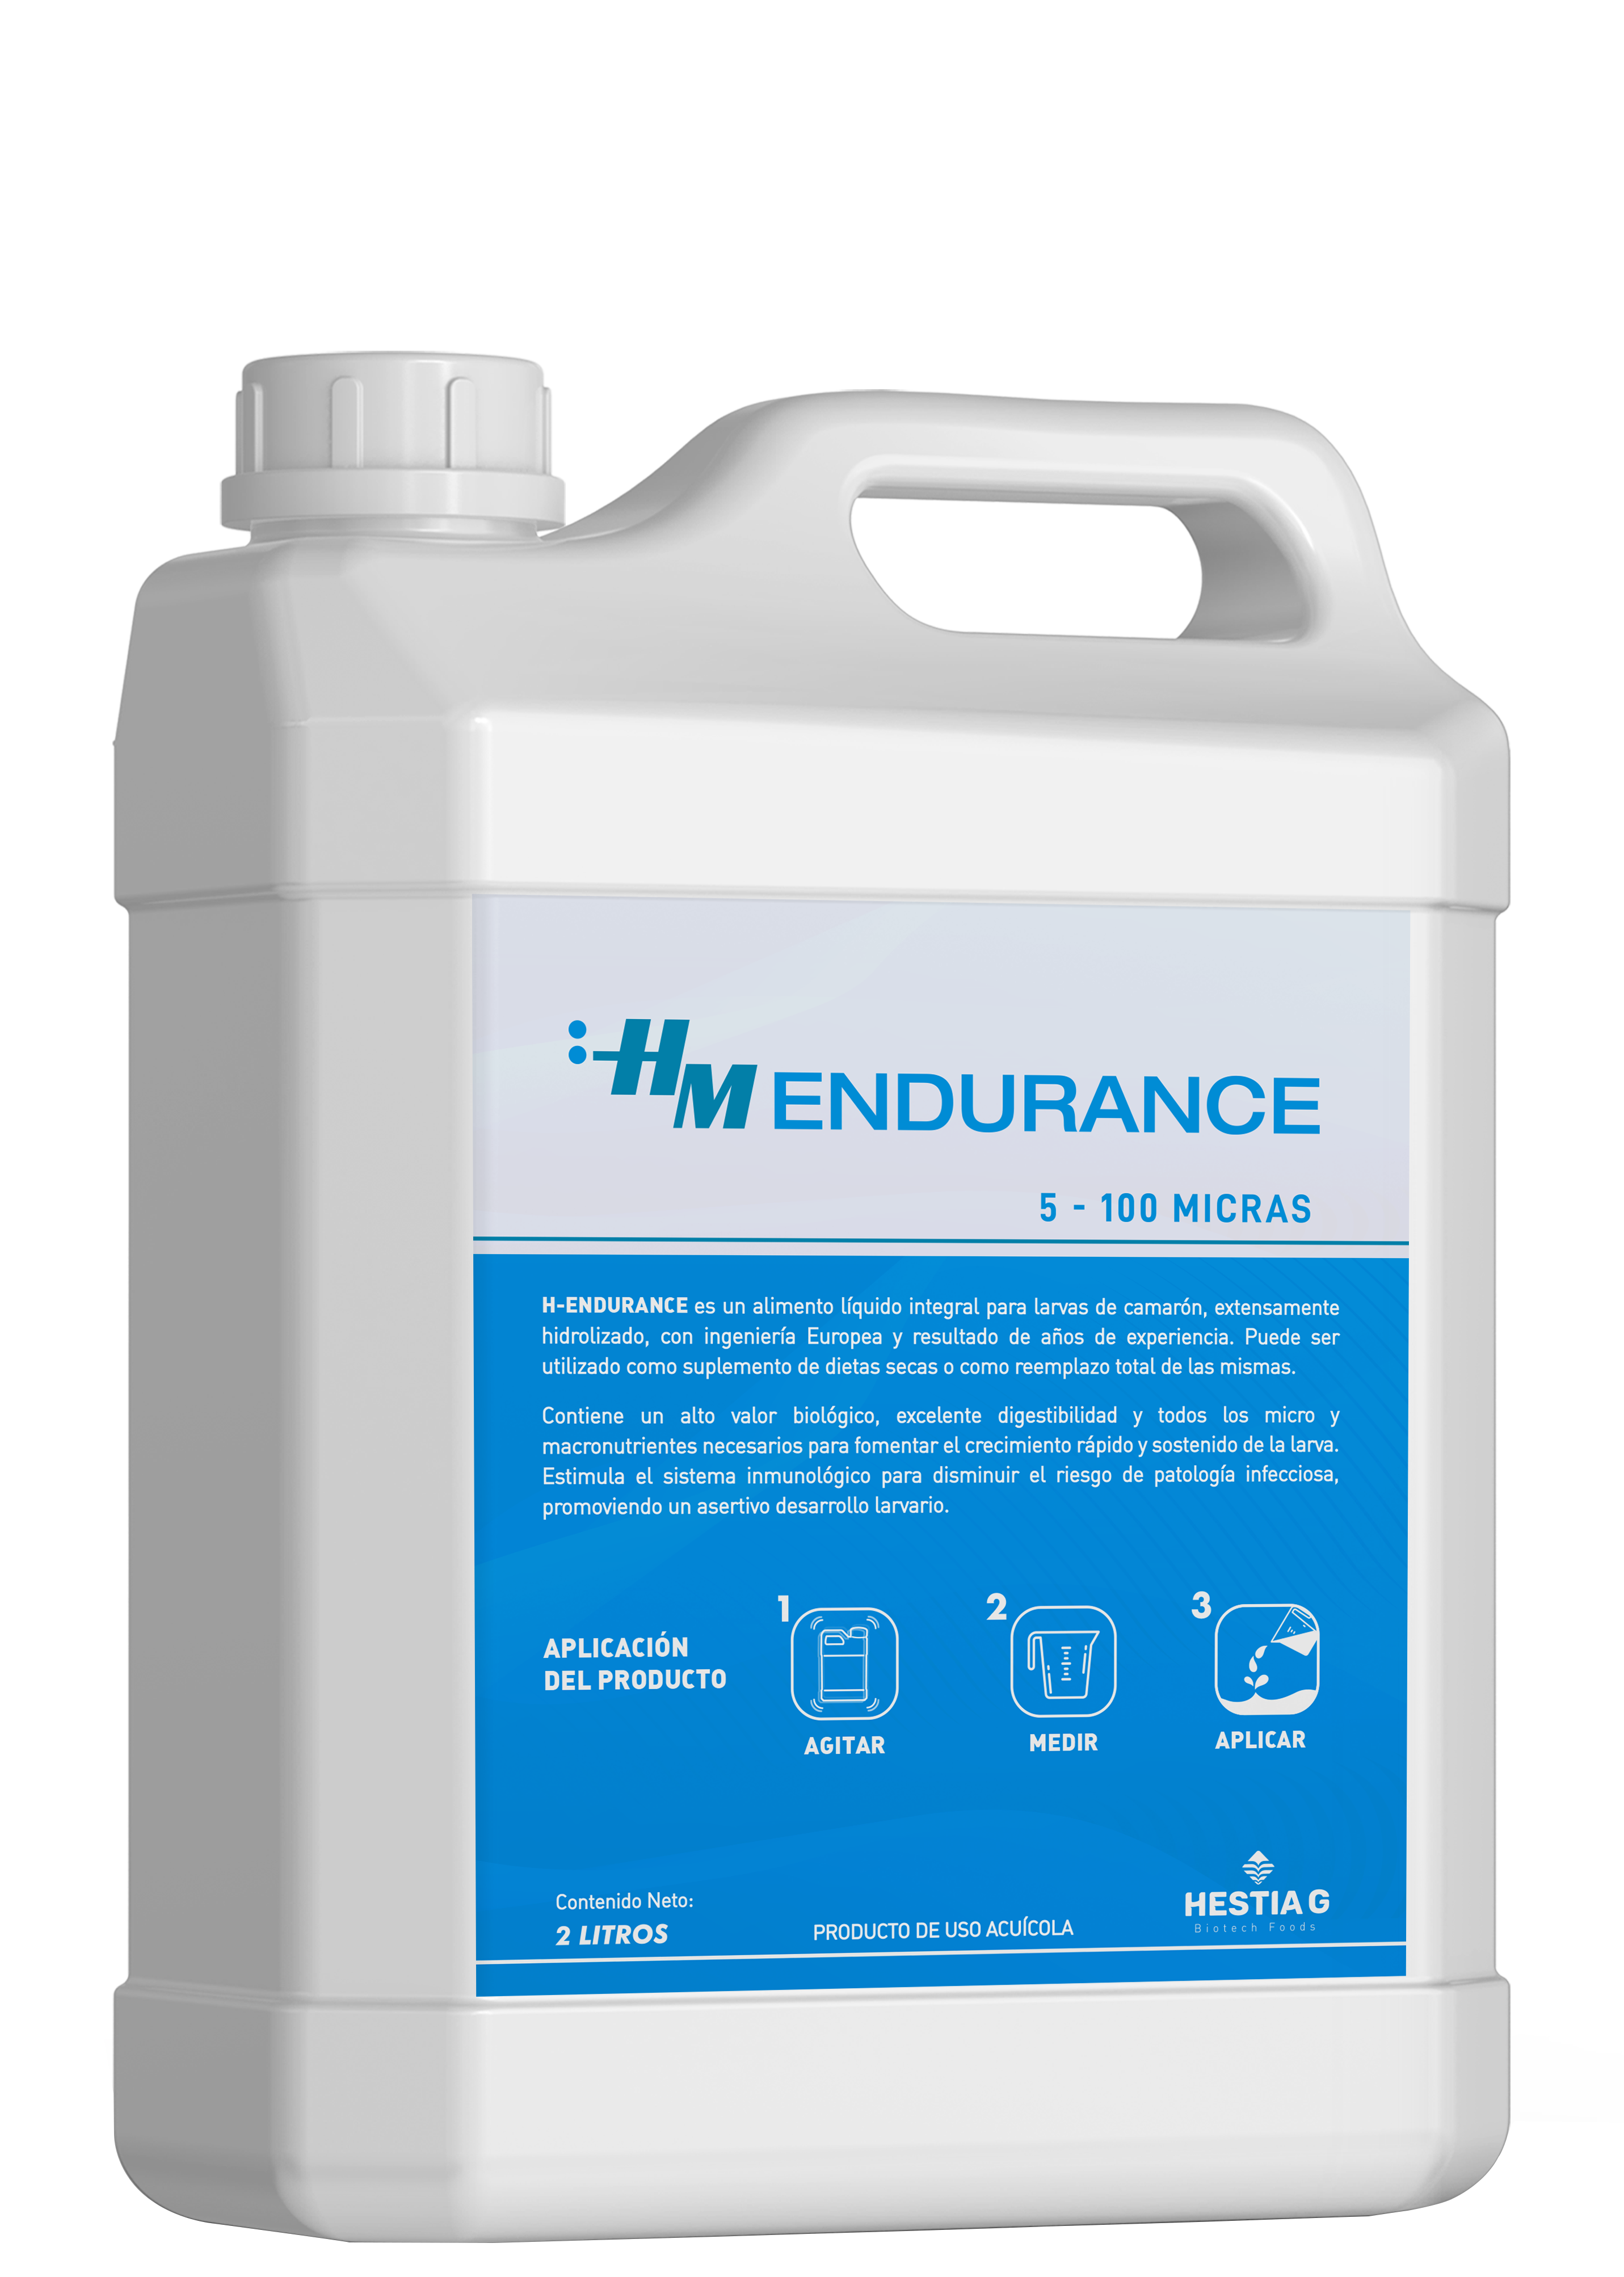 HM ENDURANCE
5 - 100 MICRAS
H-ENDURANCE es un alimento líquido integral para larvas de camarón, extensamente
hidrolizado, con ingeniería Europea y resultado de años de experiencia. Puede ser
utilizado como suplemento de dietas secas o como reemplazo total de las mismas.
Contiene un alto valor biológico, excelente digestibilidad y todos los micro y
macronutrientes necesarios para fomentar el crecimiento rápido y sostenido de la larva.
Estimula el sistema inmunológico para disminuir el riesgo de patología infecciosa,
promoviendo un asertivo desarrollo larvario.
APLICACIÓN
DEL PRODUCTO
1
AGITAR
2
MEDIR
3
APLICAR
Contenido Neto:
2 LITROS
PRODUCTO DE USO ACUÍCOLA
HESTIA G
Biotech Foods